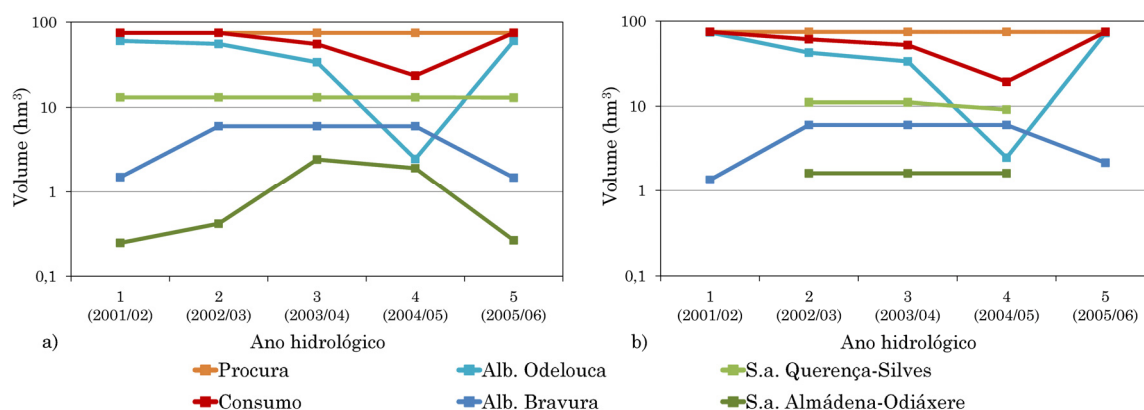 100
10
1
0,1
Volume (hm³)
1 2 3 4 5
(2001/02) (2002/03) (2003/04) (2004/05) (2005/06)
a) Ano hidrológico
100
10
1
0,1
Volume (hm³)
1 2 3 4 5
(2001/02) (2002/03) (2003/04) (2004/05) (2005/06)
b) Ano hidrológico
Procura Alb. Odelouca S.a. Querença-Silves
Consumo Alb. Bravura S.a. Almádena-Odiáxere